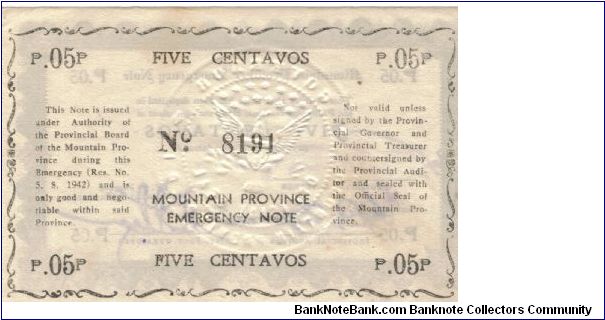 ₱.05₱ FIVE CENTAVOS ₱.05₱
This Note is issued
under Authority of
the Provincial Board
of the Mountain Pro-
vince during this
Emergency (Res. No.
5, S. 1942) and is
only good and nego-
tiable within said
Province.
Nº 8191
MOUNTAIN PROVINCE
EMERGENCY NOTE
Not valid unless
signed by the Provin-
cial Governor and
Provincial Treasurer
and countersigned by
the Provincial Audi-
tor and sealed with
the Official Seal of
the Mountain Pro-
vince.
₱.05₱ FIVE CENTAVOS ₱.05₱
BankNoteBank.com Banknote Collectors Community